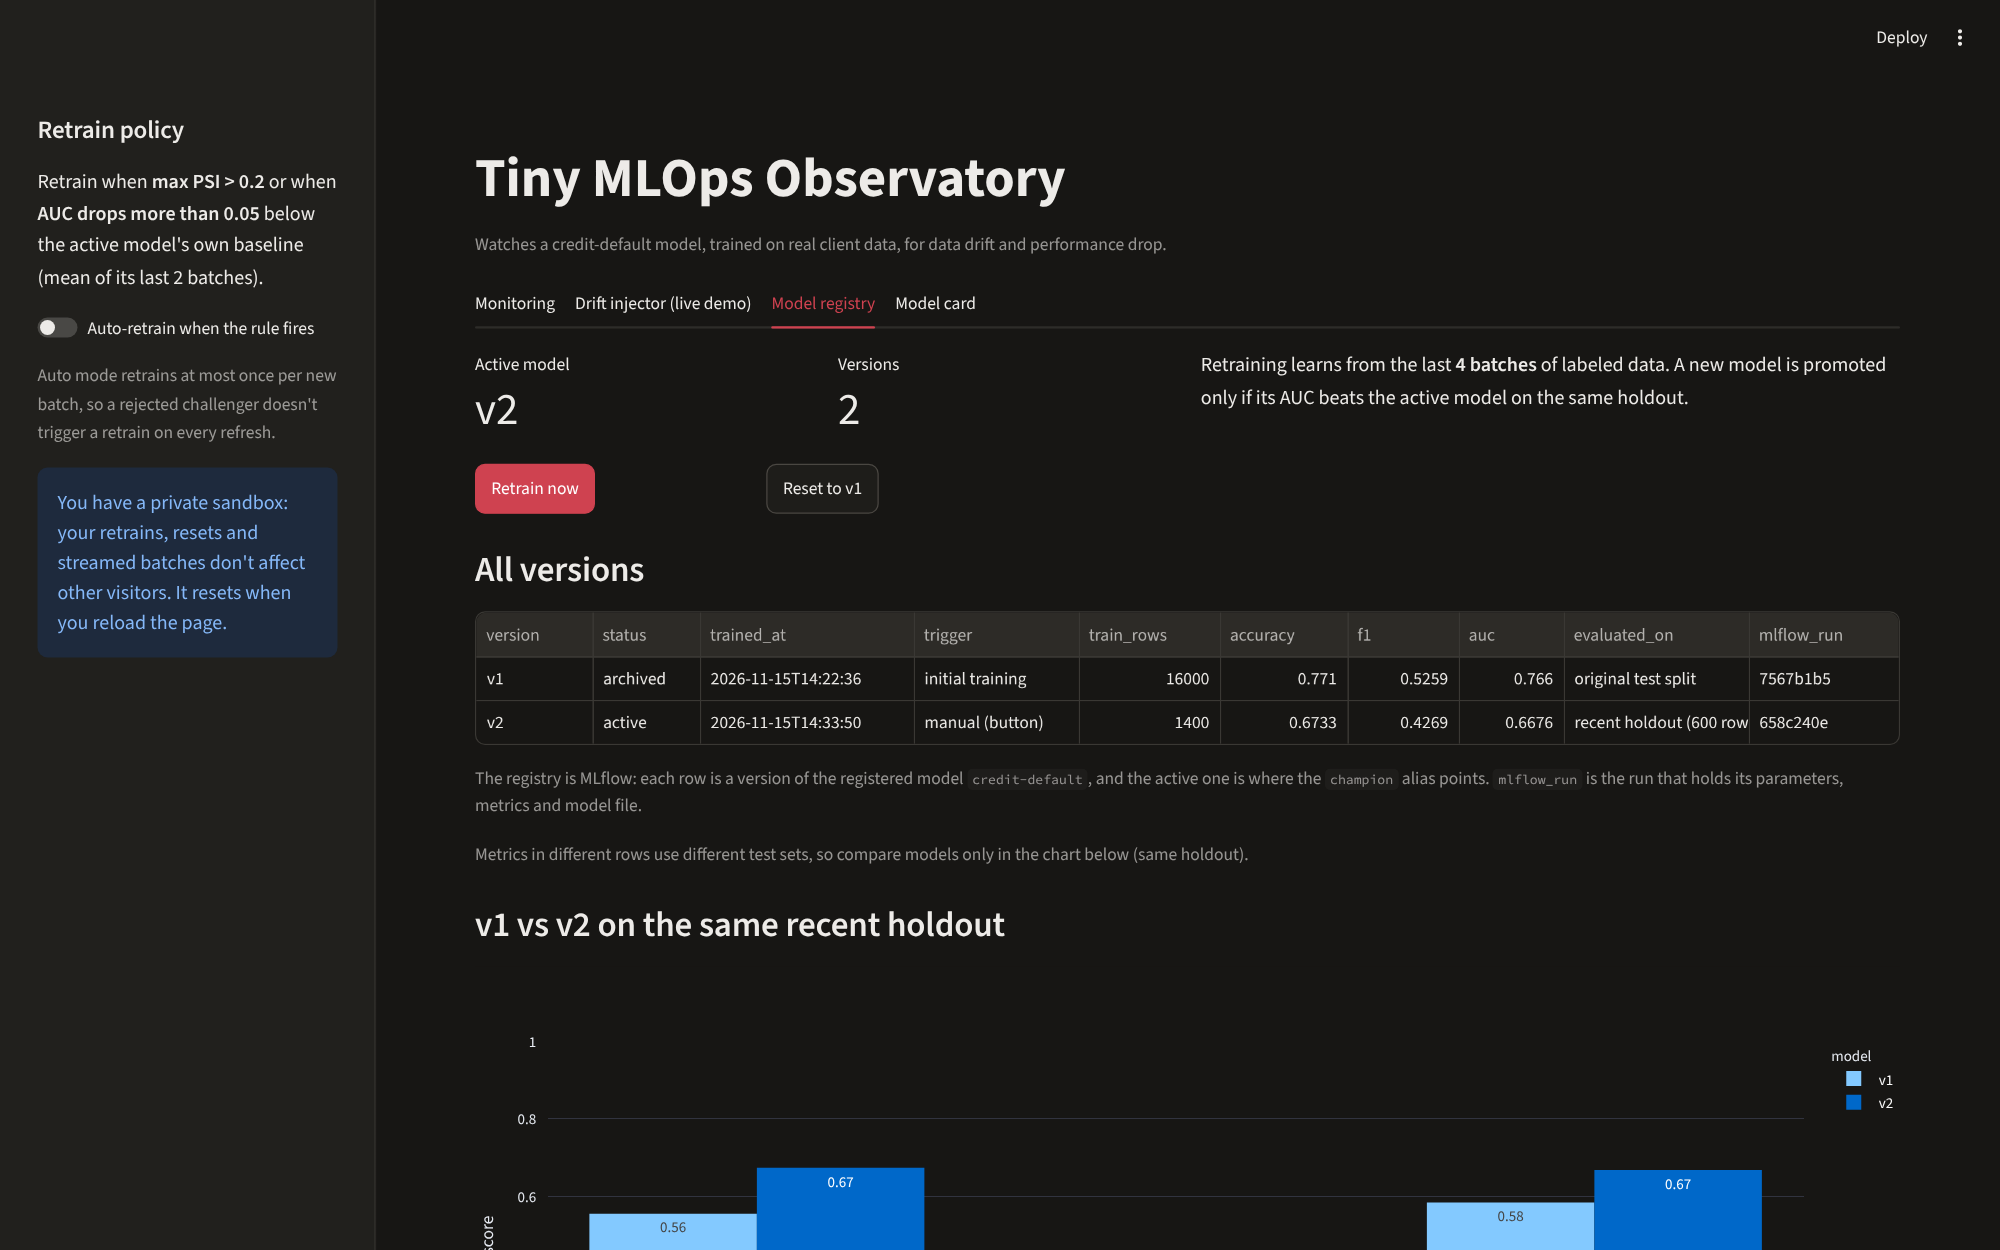 Deploy
Retrain policy
Retrain when max PSI > 0.2 or when
AUC drops more than 0.05 below
the active model's own baseline
(mean of its last 2 batches).
Auto-retrain when the rule fires
Auto mode retrains at most once per new
batch, so a rejected challenger doesn't
trigger a retrain on every refresh.
You have a private sandbox:
your retrains, resets and
streamed batches don't affect
other visitors. It resets when
you reload the page.
Tiny MLOps Observatory
Watches a credit-default model, trained on real client data, for data drift and performance drop.
Monitoring Drift injector (live demo) Model registry Model card
Active model
v2
Versions
2
Retraining learns from the last 4 batches of labeled data. A new model is promoted
only if its AUC beats the active model on the same holdout.
Retrain now Reset to v1
All versions
version status trained_at trigger train_rows accuracy f1 auc evaluated_on mlflow_run
v1 archived 2026-11-15T14:22:36 initial training 16000 0.771 0.5259 0.766 original test split 7567b1b5
v2 active 2026-11-15T14:33:50 manual (button) 1400 0.6733 0.4269 0.6676 recent holdout (600 row 658c240e
The registry is MLflow: each row is a version of the registered model credit-default, and the active one is where the champion alias points. mlflow_run is the run that holds its parameters,
metrics and model file.
Metrics in different rows use different test sets, so compare models only in the chart below (same holdout).
v1 vs v2 on the same recent holdout
1
0.8
0.6
score
0.56
0.67
0.58
0.67
model
v1
v2